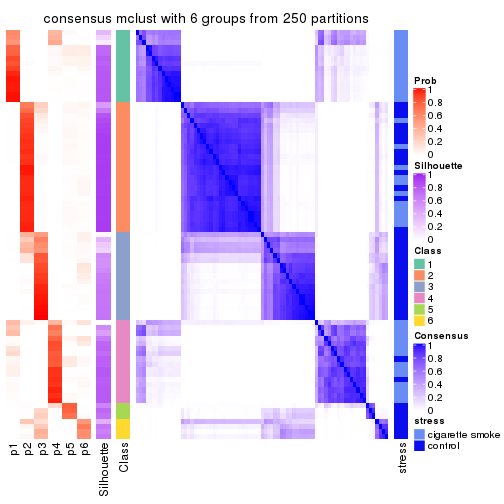 consensus mclust with 6 groups from 250 partitions
Prob
1
0.8
0.6
0.4
0.2
0
Silhouette
1
0.8
0.6
0.4
0.2
0
Class
1
2
3
4
5
6
Consensus
1
0.8
0.6
0.4
0.2
0
stress
cigarette smoke
control
p1
p2
p3
p4
p5
p6
Silhouette
Class
stress